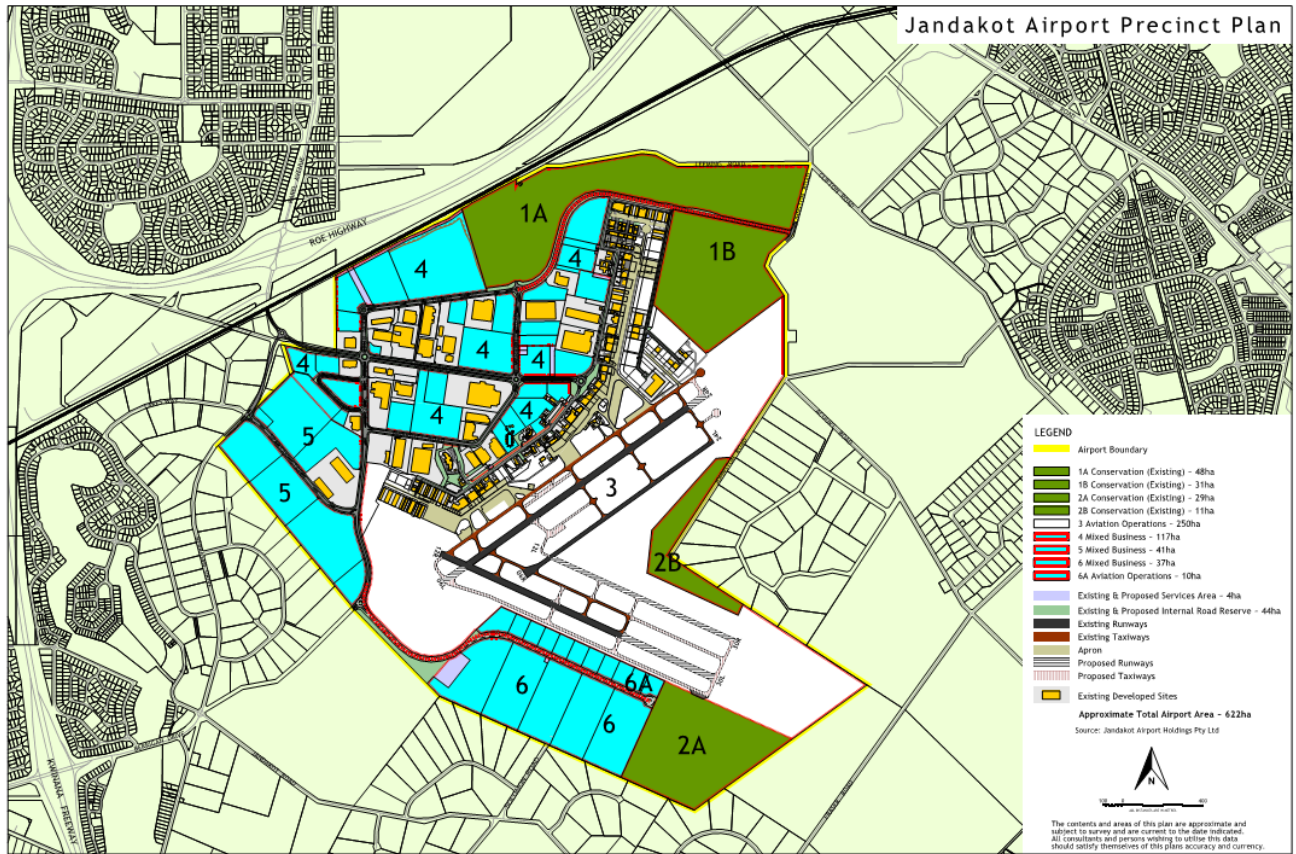 Jandakot Airport Precinct Plan
ROE HIGHWAY
1A
1B
4
4
4
4
4
4
4
5
5
3
2B
6
6A
6
2A
KWINANA FREEWAY
LEGEND
Airport Boundary
1A Conservation (Existing) - 48ha
1B Conservation (Existing) - 31ha
2A Conservation (Existing) - 29ha
2B Conservation (Existing) - 11ha
3 Aviation Operations - 250ha
4 Mixed Business - 117ha
5 Mixed Business - 41ha
6 Mixed Business - 37ha
6A Aviation Operations - 10ha
Existing & Proposed Services Area - 4ha
Existing & Proposed Internal Road Reserve - 44ha
Existing Runways
Existing Taxiways
Apron
Proposed Runways
Proposed Taxiways
Existing Developed Sites
Approximate Total Airport Area - 622ha
Source: Jandakot Airport Holdings Pty Ltd
N
100 0 400
The contents and areas of this plan are approximate and
subject to survey and are current to the date indicated.
All consultants and persons wishing to utilise this data
should satisfy themselves of this plans accuracy and currency.